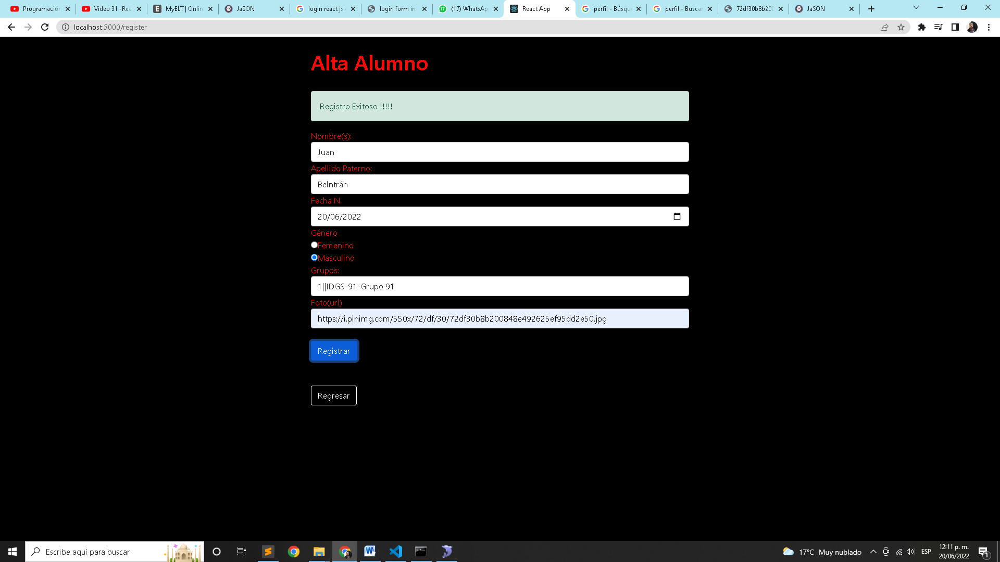 Programación
Video 31 -Rea
MyELT | Onlin
JaSON
login react js
login form in
(17) WhatsAp
React App
perfil - Búsqu
perfil - Buscar
72df30b8b200
JaSON
localhost:3000/register
Alta Alumno
Registro Exitoso !!!!!
Nombre(s):
Juan
Apellido Paterno:
Belntrán
Fecha N.
20/06/2022
Género
Femenino
Masculino
Grupos:
1||IDGS-91-Grupo 91
Foto(url)
https://i.pinimg.com/550x/72/df/30/72df30b8b200848e492625ef95dd2e50.jpg
Registrar
Regresar
Escribe aquí para buscar
17°C Muy nublado
ESP
12:11 p. m.
20/06/2022
1